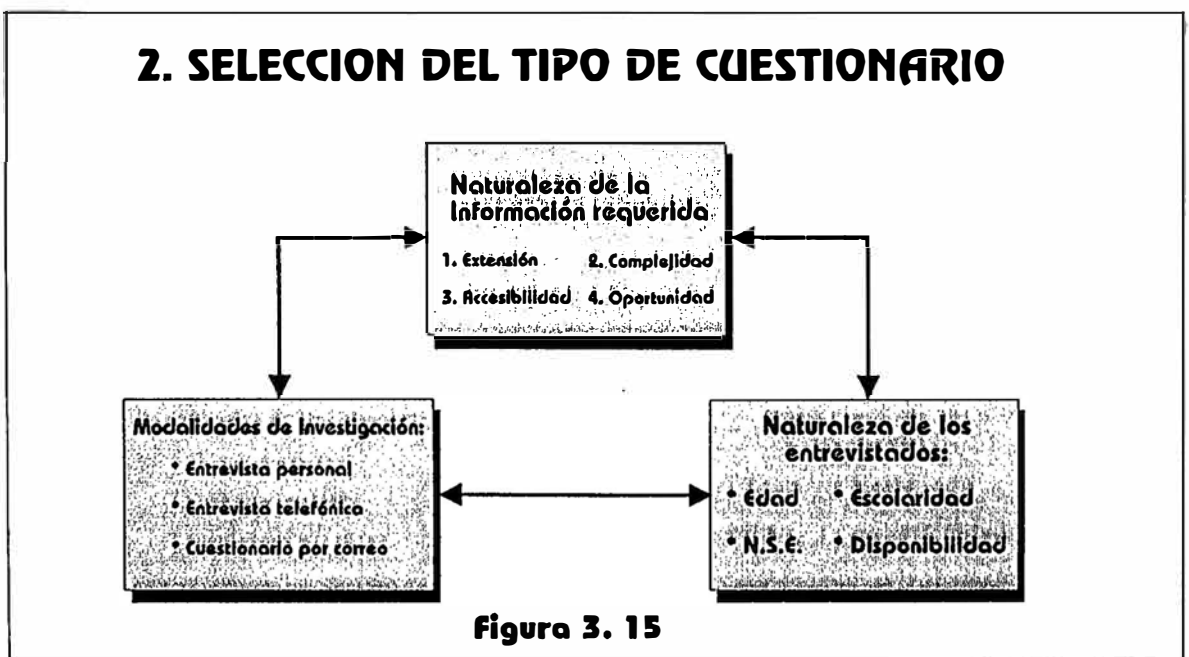 2. SELECCION DEL TIPO DE CUESTIONARIO
Naturaleza de la
Información requerida
1. Extensión 2. Complejidad
3. Accesibilidad 4. Oportunidad
Modalidades de Investigación:
• Entrevista personal
• Entrevista telefónica
• Cuestionario por correo
Naturaleza de los
entrevistados:
• Edad • Escolaridad
• N.S.E. • Disponibilidad
Figura 3. 15